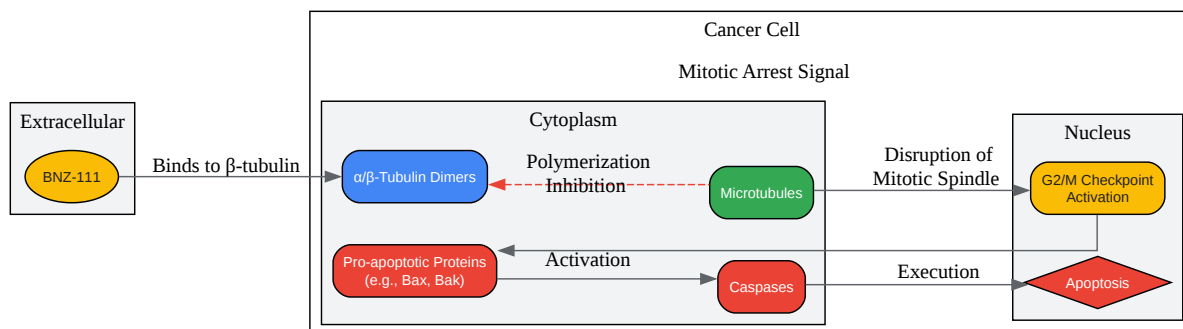 Cancer Cell
Mitotic Arrest Signal
Extracellular
BNZ-111
Binds to β-tubulin
Cytoplasm
α/β-Tubulin Dimers
Polymerization
Inhibition
Microtubules
Disruption of
Mitotic Spindle
Nucleus
G2/M Checkpoint
Activation
Pro-apoptotic Proteins
(e.g., Bax, Bak)
Activation
Caspases
Execution
Apoptosis